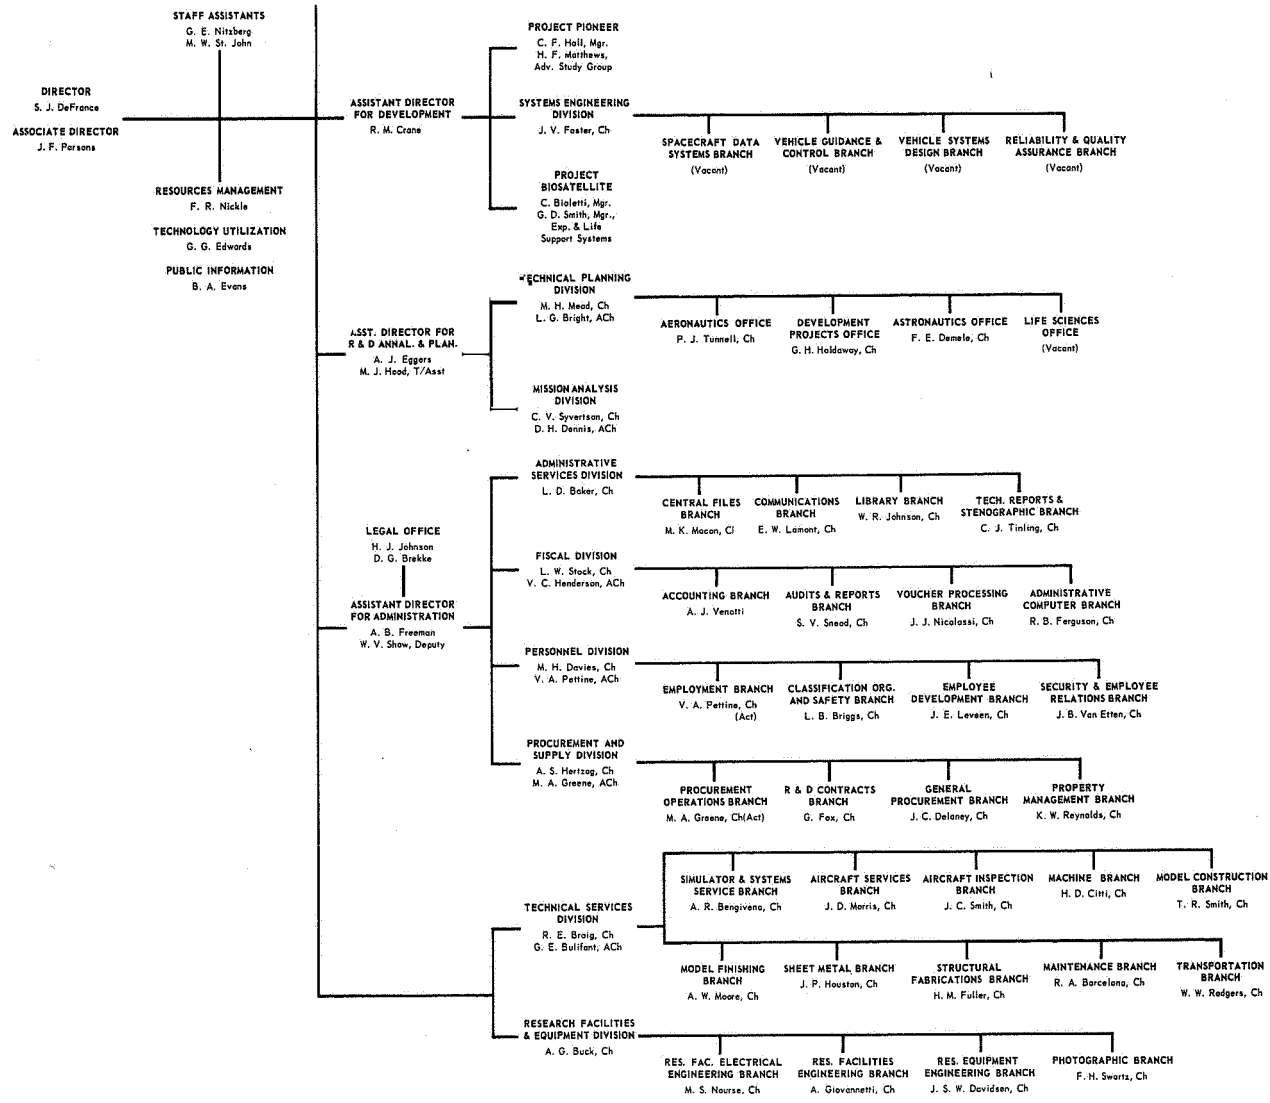 STAFF ASSISTANTS
G. E. Nitzberg
M. W. St. John
DIRECTOR
S. J. DeFrance
ASSOCIATE DIRECTOR
J. F. Parsons
RESOURCES MANAGEMENT
F. R. Nickle
TECHNOLOGY UTILIZATION
G. G. Edwards
PUBLIC INFORMATION
B. A. Evans
ASSISTANT DIRECTOR
FOR DEVELOPMENT
R. M. Crane
PROJECT PIONEER
C. F. Hall, Mgr.
H. F. Matthews,
Adv. Study Group
SYSTEMS ENGINEERING
DIVISION
J. V. Foster, Ch
SPACECRAFT DATA
SYSTEMS BRANCH
(Vacant)
VEHICLE GUIDANCE &
CONTROL BRANCH
(Vacant)
VEHICLE SYSTEMS
DESIGN BRANCH
(Vacant)
RELIABILITY & QUALITY
ASSURANCE BRANCH
(Vacant)
PROJECT
BIOSATELLITE
C. Bioletti, Mgr.
G. D. Smith, Mgr.,
Exp. & Life
Support Systems
ASST. DIRECTOR FOR
R & D ANNAL. & PLAN.
A. J. Eggers
M. J. Hood, T/Asst
TECHNICAL PLANNING
DIVISION
M. H. Mead, Ch
L. G. Bright, ACh
AERONAUTICS OFFICE
P. J. Tunnell, Ch
DEVELOPMENT
PROJECTS OFFICE
G. H. Holdaway, Ch
ASTRONAUTICS OFFICE
F. E. Demele, Ch
LIFE SCIENCES
OFFICE
(Vacant)
MISSION ANALYSIS
DIVISION
C. V. Syvertson, Ch
D. H. Dennis, ACh
LEGAL OFFICE
H. J. Johnson
D. G. Brekke
ASSISTANT DIRECTOR
FOR ADMINISTRATION
A. B. Freeman
W. V. Shaw, Deputy
ADMINISTRATIVE
SERVICES DIVISION
L. D. Baker, Ch
CENTRAL FILES
BRANCH
M. K. Macon, Cl
COMMUNICATIONS
BRANCH
E. W. Lamont, Ch
LIBRARY BRANCH
W. R. Johnson, Ch
TECH. REPORTS &
STENOGRAPHIC BRANCH
C. J. Tinling, Ch
FISCAL DIVISION
L. W. Stock, Ch
V. C. Henderson, ACh
ACCOUNTING BRANCH
A. J. Venotti
AUDITS & REPORTS
BRANCH
S. V. Snead, Ch
VOUCHER PROCESSING
BRANCH
J. J. Nicolassi, Ch
ADMINISTRATIVE
COMPUTER BRANCH
R. B. Ferguson, Ch
PERSONNEL DIVISION
M. H. Davies, Ch
V. A. Pettine, ACh
EMPLOYMENT BRANCH
V. A. Pettine, Ch
(Act)
CLASSIFICATION ORG.
AND SAFETY BRANCH
L. B. Briggs, Ch
EMPLOYEE
DEVELOPMENT BRANCH
J. E. Leveen, Ch
SECURITY & EMPLOYEE
RELATIONS BRANCH
J. B. Van Etten, Ch
PROCUREMENT AND
SUPPLY DIVISION
A. S. Hertzog, Ch
M. A. Greene, ACh
PROCUREMENT
OPERATIONS BRANCH
M. A. Greene, Ch(Act)
R & D CONTRACTS
BRANCH
G. Fox, Ch
GENERAL
PROCUREMENT BRANCH
J. C. Delaney, Ch
PROPERTY
MANAGEMENT BRANCH
K. W. Reynolds, Ch
TECHNICAL SERVICES
DIVISION
R. E. Braig, Ch
G. E. Bulifant, ACh
SIMULATOR & SYSTEMS
SERVICE BRANCH
A. R. Bengiveno, Ch
AIRCRAFT SERVICES
BRANCH
J. D. Morris, Ch
AIRCRAFT INSPECTION
BRANCH
J. C. Smith, Ch
MACHINE BRANCH
H. D. Citti, Ch
MODEL CONSTRUCTION
BRANCH
T. R. Smith, Ch
MODEL FINISHING
BRANCH
A. W. Moore, Ch
SHEET METAL BRANCH
J. P. Houston, Ch
STRUCTURAL
FABRICATIONS BRANCH
H. M. Fuller, Ch
MAINTENANCE BRANCH
R. A. Barcelona, Ch
TRANSPORTATION
BRANCH
W. W. Rodgers, Ch
RESEARCH FACILITIES
& EQUIPMENT DIVISION
A. G. Buck, Ch
RES. FAC. ELECTRICAL
ENGINEERING BRANCH
M. S. Nourse, Ch
RES. FACILITIES
ENGINEERING BRANCH
A. Giovannetti, Ch
RES. EQUIPMENT
ENGINEERING BRANCH
J. S. W. Davidsen, Ch
PHOTOGRAPHIC BRANCH
F. H. Swartz, Ch